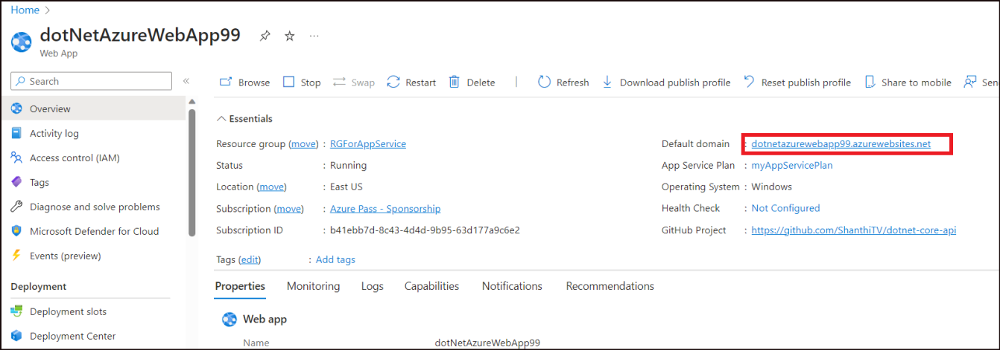 Home >
dotNetAzureWebApp99 ...
Web App
Search «
Overview
Activity log
Access control (IAM)
Tags
Diagnose and solve problems
Microsoft Defender for Cloud
Events (preview)
Deployment
Deployment slots
Deployment Center
Browse Stop Swap Restart Delete | Refresh Download publish profile Reset publish profile Share to mobile Sen
Essentials
Resource group (move) : RGForAppService
Status : Running
Location (move) : East US
Subscription (move) : Azure Pass - Sponsorship
Subscription ID : b41ebb7d-8c43-4d4d-9b95-63d177a9c6e2
Default domain : dotnetazurewebapp99.azurewebsites.net
App Service Plan : myAppServicePlan
Operating System : Windows
Health Check : Not Configured
GitHub Project : https://github.com/ShanthiTV/dotnet-core-api
Tags (edit) : Add tags
Properties Monitoring Logs Capabilities Notifications Recommendations
Web app
Name dotNetAzureWebApp99